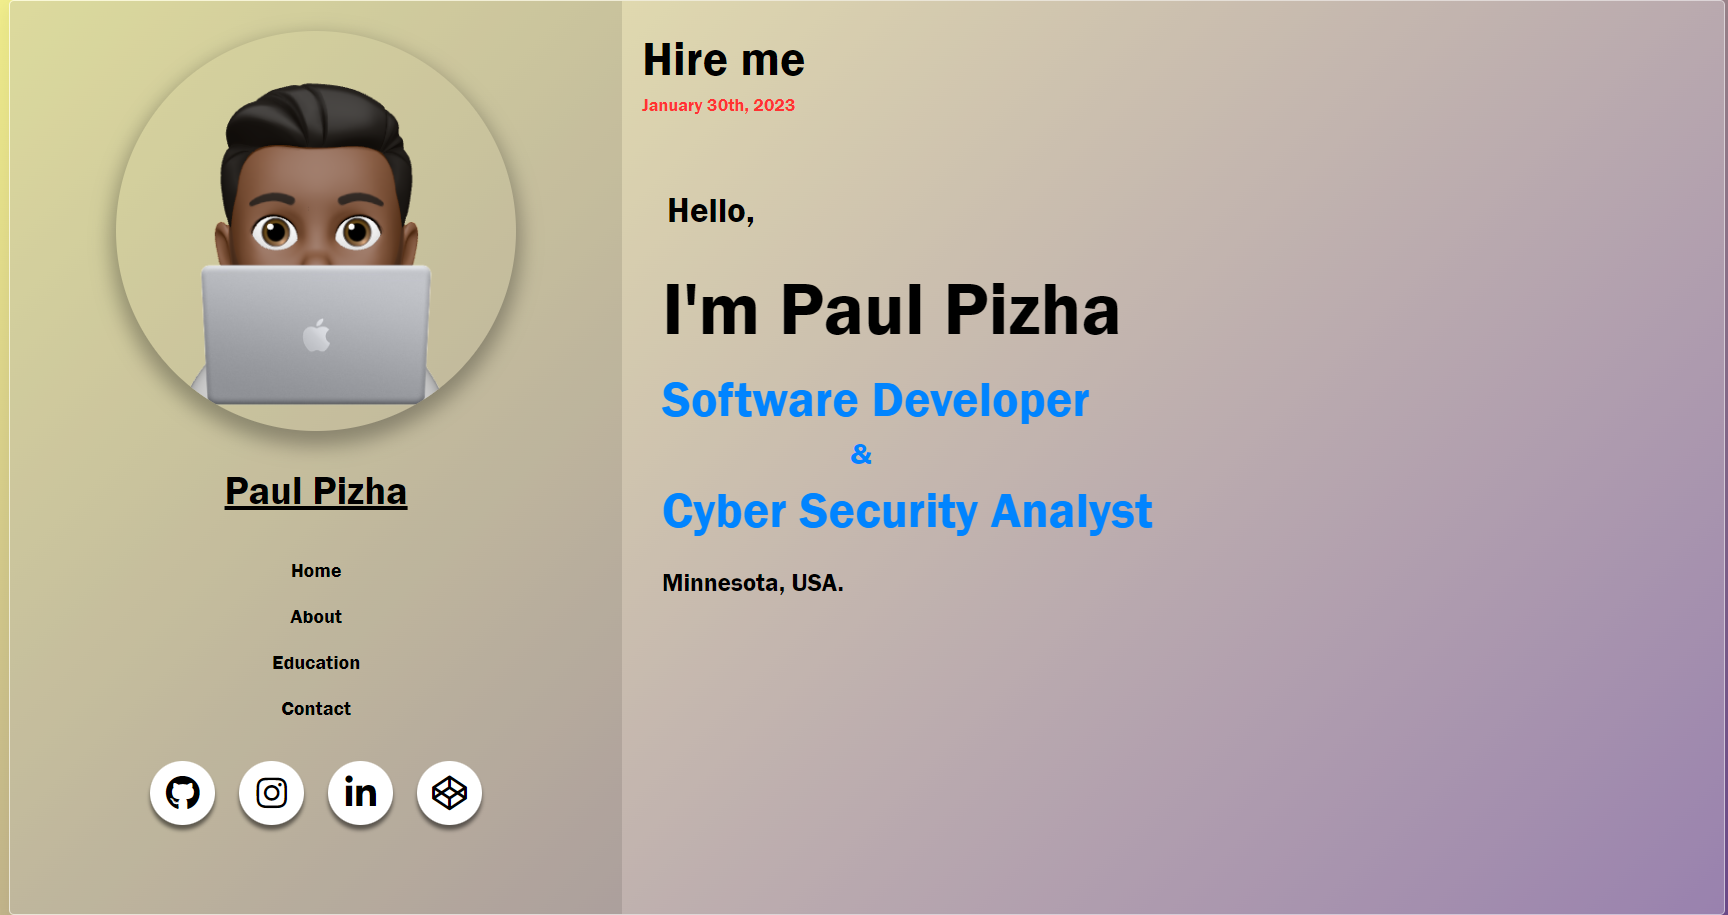 Paul Pizha
Home
About
Education
Contact
in
Hire me
January 30th, 2023
Hello,
I'm Paul Pizha
Software Developer
&
Cyber Security Analyst
Minnesota, USA.